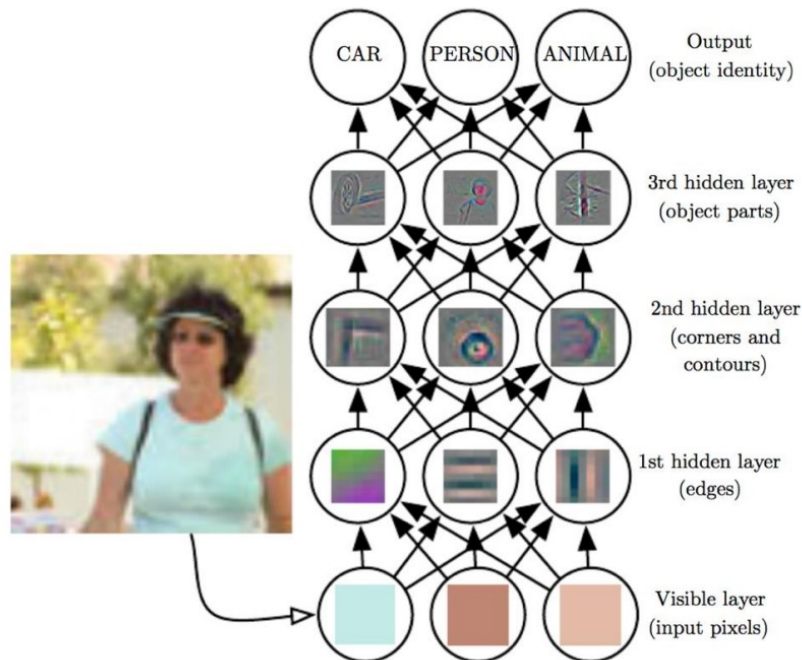 CAR PERSON ANIMAL
Output
(object identity)
3rd hidden layer
(object parts)
2nd hidden layer
(corners and
contours)
1st hidden layer
(edges)
Visible layer
(input pixels)